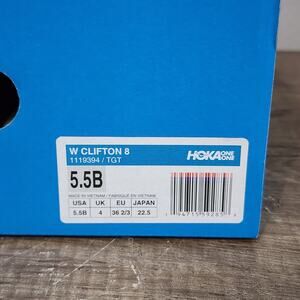 W CLIFTON 8
1119394 / TGT
HOKA ONE ONE
5.5B
MADE IN VIETNAM / FABRIQUÉ EN VIETNAM
USA UK EU JAPAN
5.5B 4 36 2/3 22.5